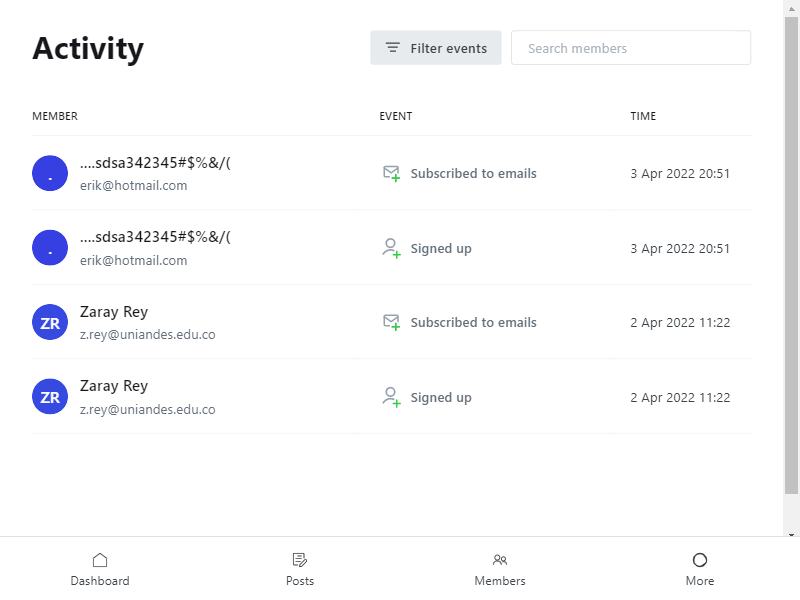 Activity
Filter events
Search members
MEMBER EVENT TIME
. ....sdsa342345#$%&/(
erik@hotmail.com
Subscribed to emails
3 Apr 2022 20:51
. ....sdsa342345#$%&/(
erik@hotmail.com
Signed up
3 Apr 2022 20:51
ZR Zaray Rey
z.rey@uniandes.edu.co
Subscribed to emails
2 Apr 2022 11:22
ZR Zaray Rey
z.rey@uniandes.edu.co
Signed up
2 Apr 2022 11:22
Dashboard Posts Members More